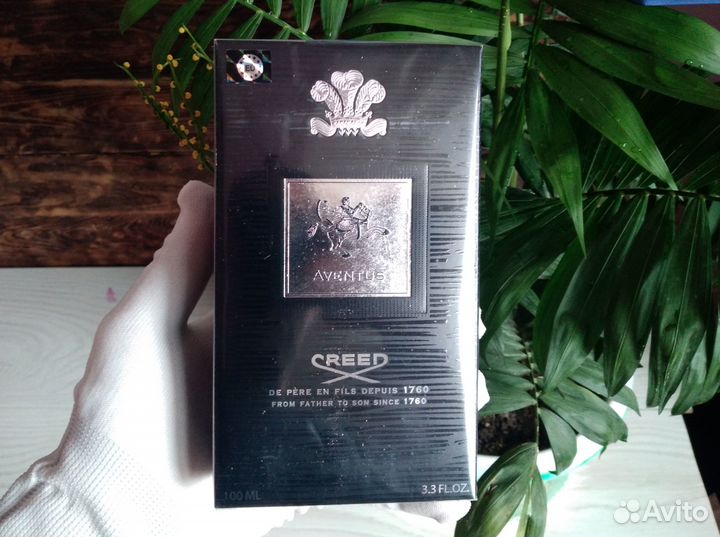 EU
AVENTUS
CREED
DE PÈRE EN FILS DEPUIS 1760
FROM FATHER TO SON SINCE 1760
100 ML
3.3 FL.OZ.
Avito